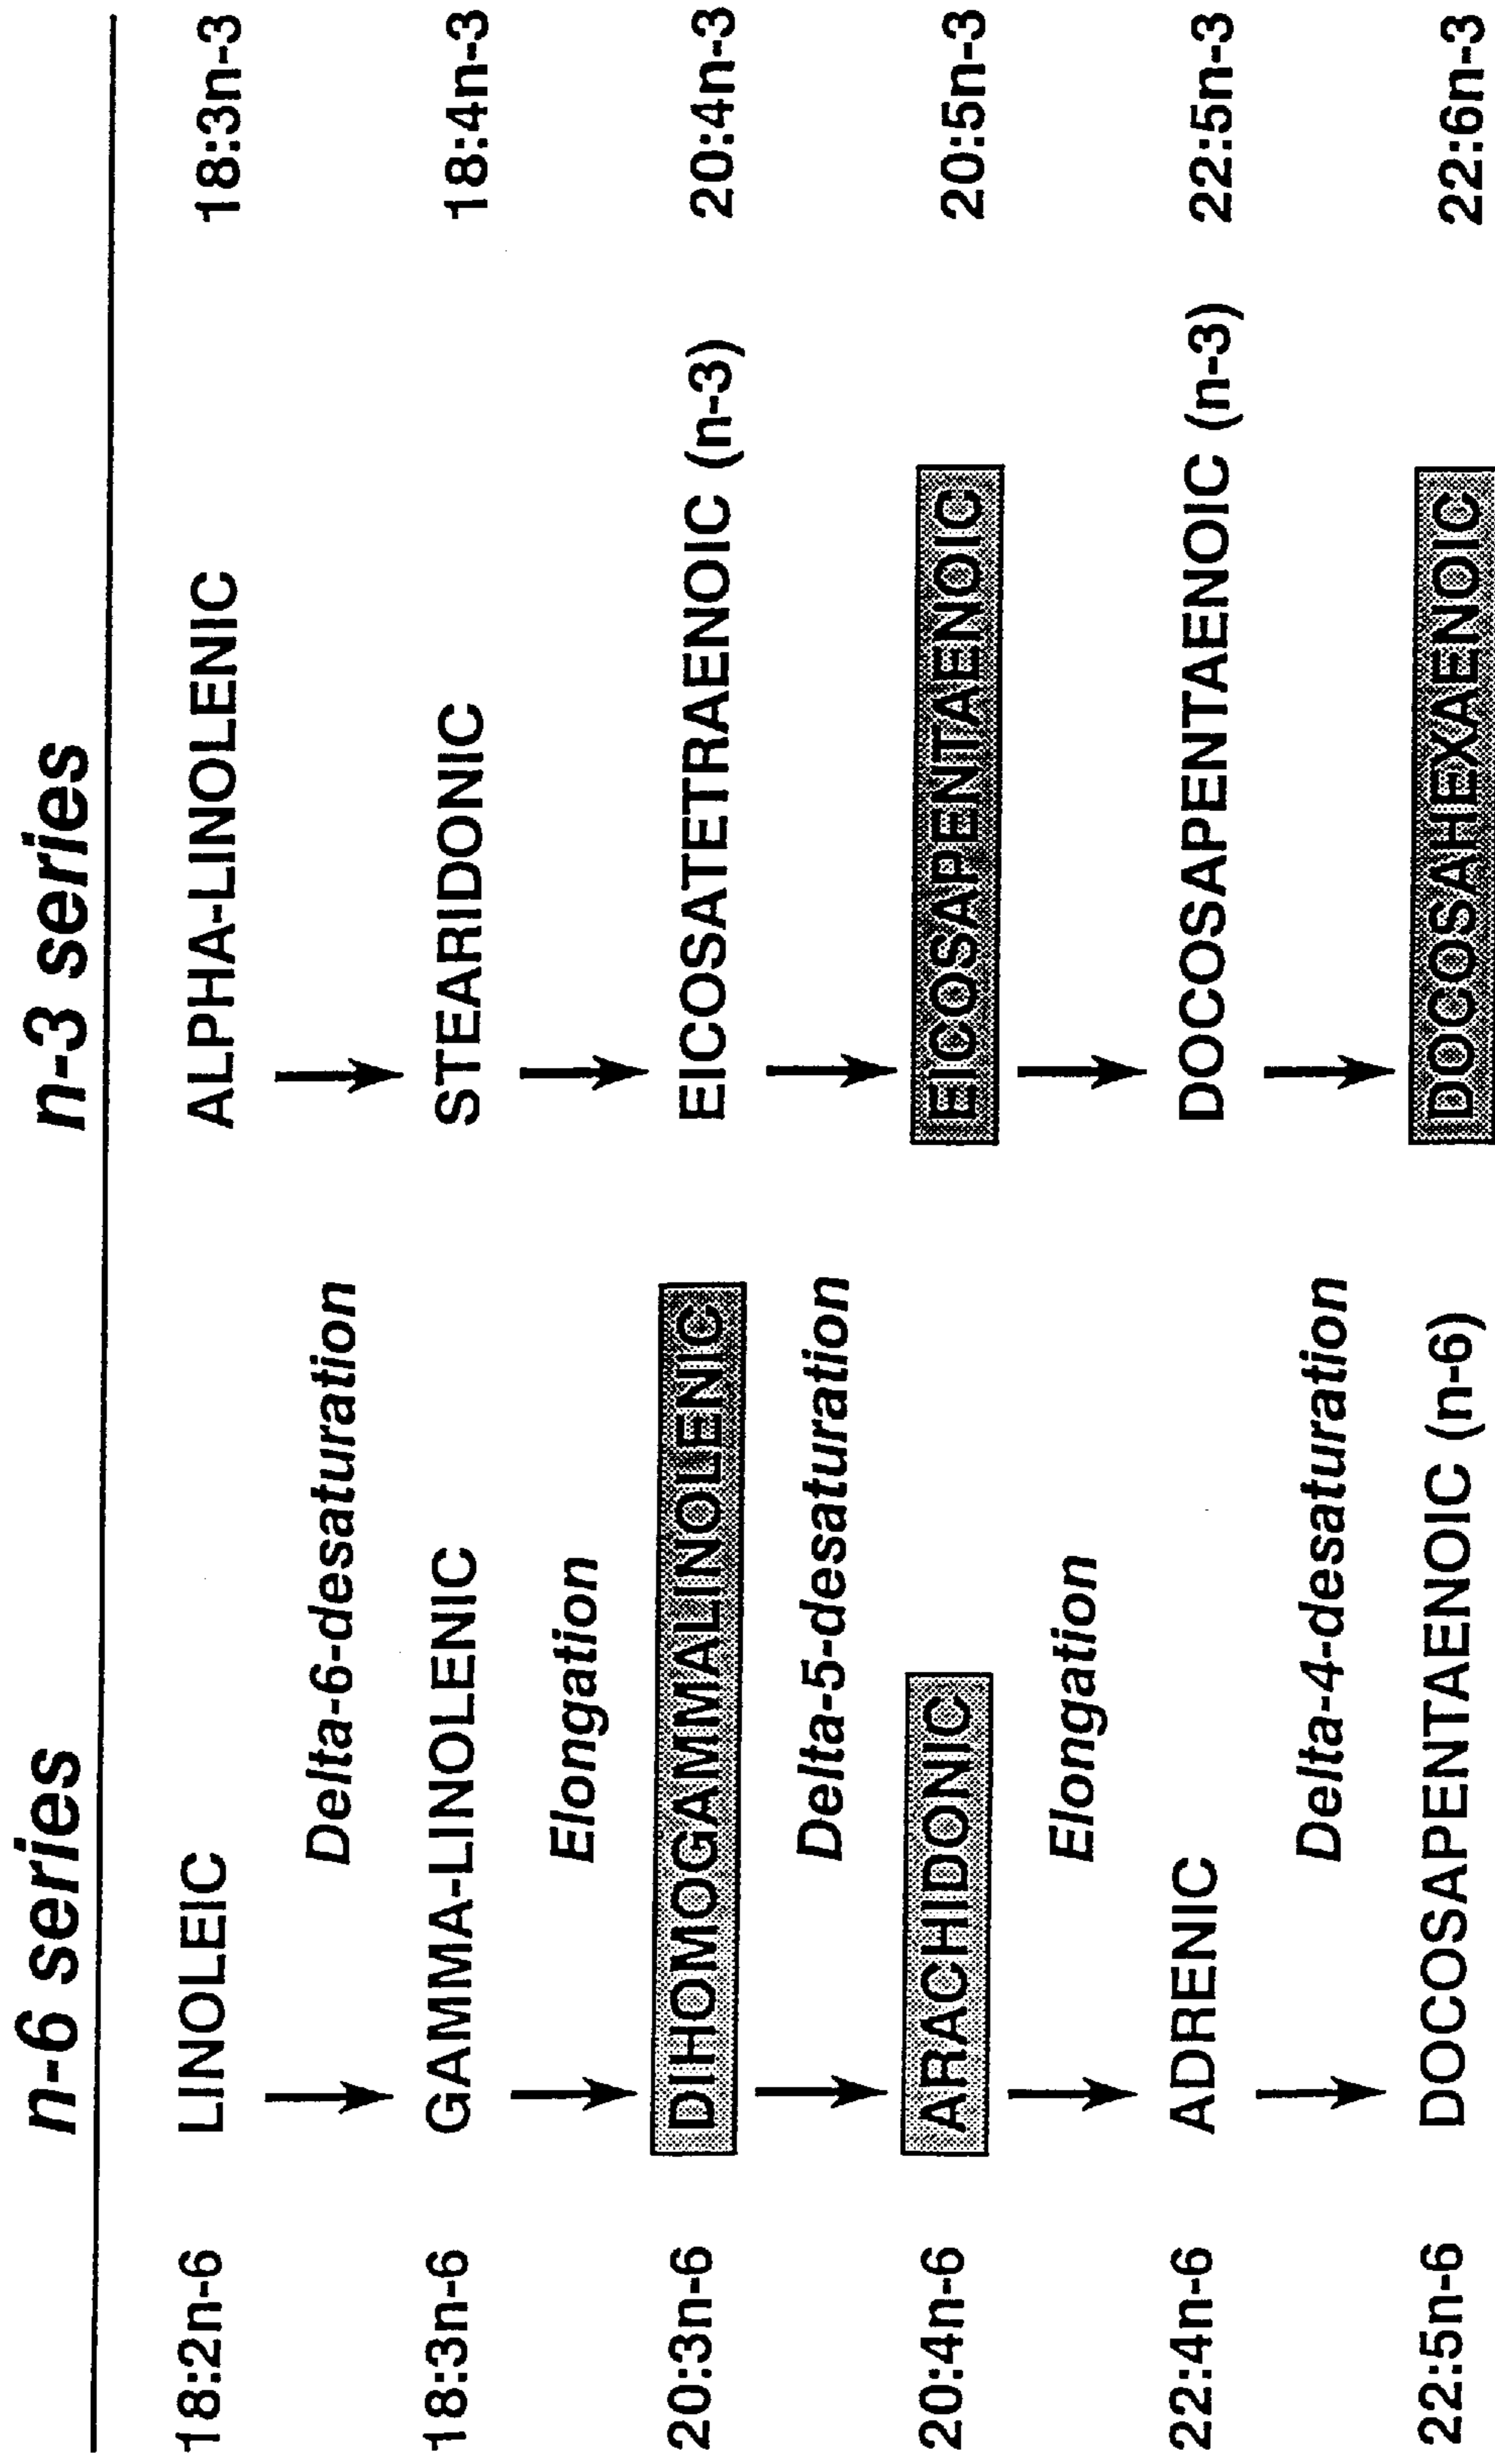 n-6 series n-3 series
18:2n-6 LINOLEIC ALPHA-LINOLENIC 18:3n-3
Delta-6-desaturation
18:3n-6 GAMMA-LINOLENIC STEARIDONIC 18:4n-3
Elongation
20:3n-6 DIHOMOGAMMALINOLENIC EICOSATETRAENOIC (n-3) 20:4n-3
Delta-5-desaturation
20:4n-6 ARACHIDONIC EICOSAPENTAENOIC 20:5n-3
Elongation
22:4n-6 ADRENIC DOCOSAPENTAENOIC (n-3) 22:5n-3
Delta-4-desaturation
22:5n-6 DOCOSAPENTAENOIC (n-6) DOCOSAHEXAENOIC 22:6n-3